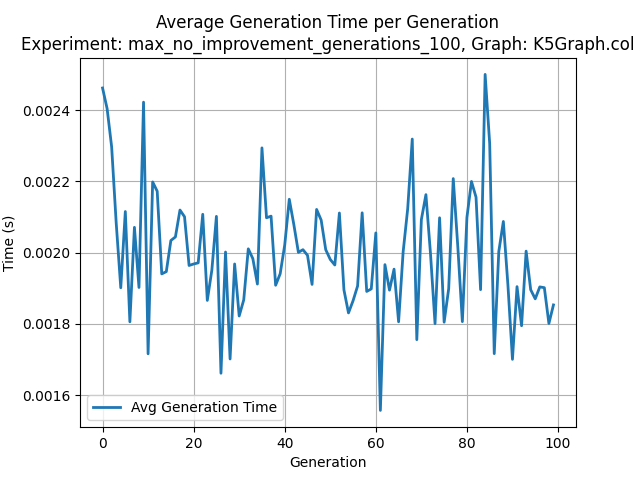 Average Generation Time per Generation
Experiment: max_no_improvement_generations_100, Graph: K5Graph.col
0.0024
0.0022
0.0020
0.0018
0.0016
Time (s)
Avg Generation Time
0 20 40 60 80 100
Generation